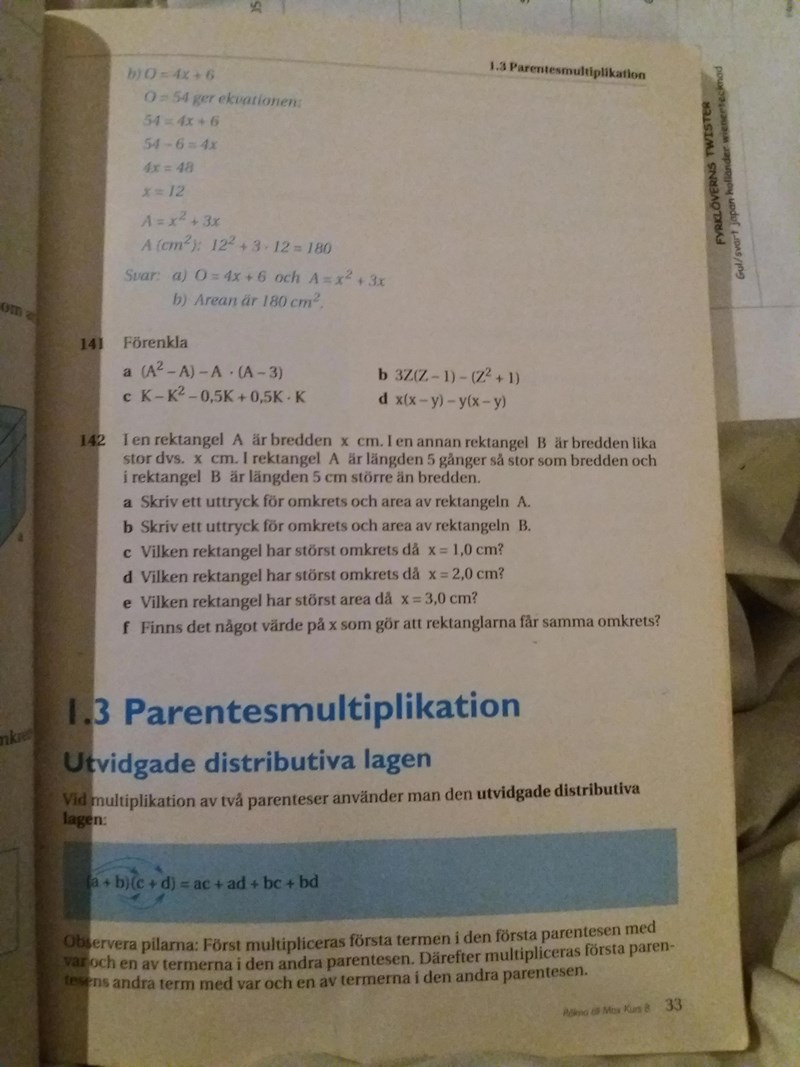 1.3 Parentesmultiplikation
b) O = 4x + 6
O = 54 ger ekvationen:
54 = 4x + 6
54 – 6 = 4x
4x = 48
x = 12
A = x² + 3x
A (cm²): 12² + 3 · 12 = 180
Svar: a) O = 4x + 6 och A = x² + 3x
b) Arean är 180 cm².
141 Förenkla
a (A² – A) – A · (A – 3)
b 3Z(Z – 1) – (Z² + 1)
c K – K² – 0,5K + 0,5K · K
d x(x – y) – y(x – y)
142 I en rektangel A är bredden x cm. I en annan rektangel B är bredden lika
stor dvs. x cm. I rektangel A är längden 5 gånger så stor som bredden och
i rektangel B är längden 5 cm större än bredden.
a Skriv ett uttryck för omkrets och area av rektangeln A.
b Skriv ett uttryck för omkrets och area av rektangeln B.
c Vilken rektangel har störst omkrets då x = 1,0 cm?
d Vilken rektangel har störst omkrets då x = 2,0 cm?
e Vilken rektangel har störst area då x = 3,0 cm?
f Finns det något värde på x som gör att rektanglarna får samma omkrets?
1.3 Parentesmultiplikation
Utvidgade distributiva lagen
Vid multiplikation av två parenteser använder man den utvidgade distributiva
lagen:
(a + b)(c + d) = ac + ad + bc + bd
Observera pilarna: Först multipliceras första termen i den första parentesen med
var och en av termerna i den andra parentesen. Därefter multipliceras första paren-
tesens andra term med var och en av termerna i den andra parentesen.
Räkna till Max Kurs B 33
FYRKLÖVERNS TWISTER
Gul/svart japan hollander wienertecknad